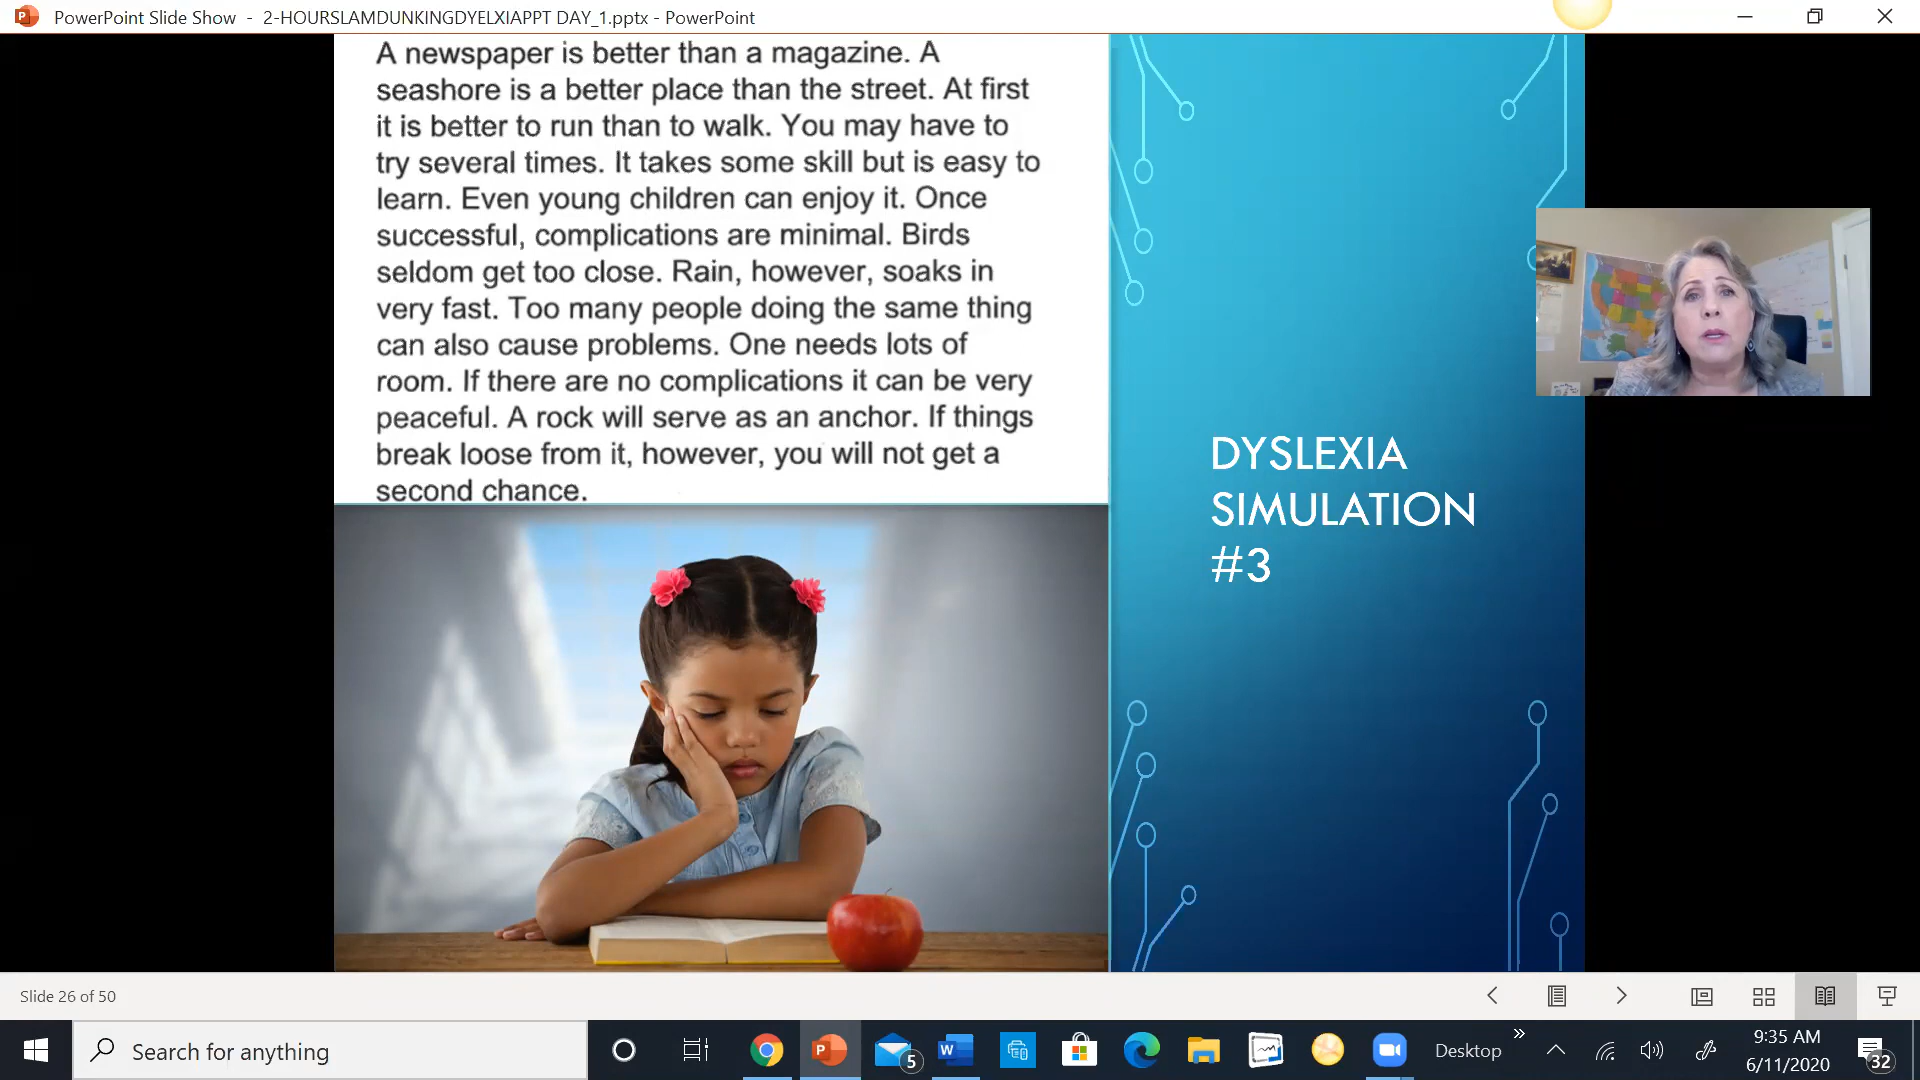 PowerPoint Slide Show - 2-HOURSLAMDUNKINGDYELXIAPPT DAY_1.pptx - PowerPoint
A newspaper is better than a magazine. A
seashore is a better place than the street. At first
it is better to run than to walk. You may have to
try several times. It takes some skill but is easy to
learn. Even young children can enjoy it. Once
successful, complications are minimal. Birds
seldom get too close. Rain, however, soaks in
very fast. Too many people doing the same thing
can also cause problems. One needs lots of
room. If there are no complications it can be very
peaceful. A rock will serve as an anchor. If things
break loose from it, however, you will not get a
second chance.
DYSLEXIA
SIMULATION
#3
Slide 26 of 50
Search for anything
5
Desktop
9:35 AM
6/11/2020
32